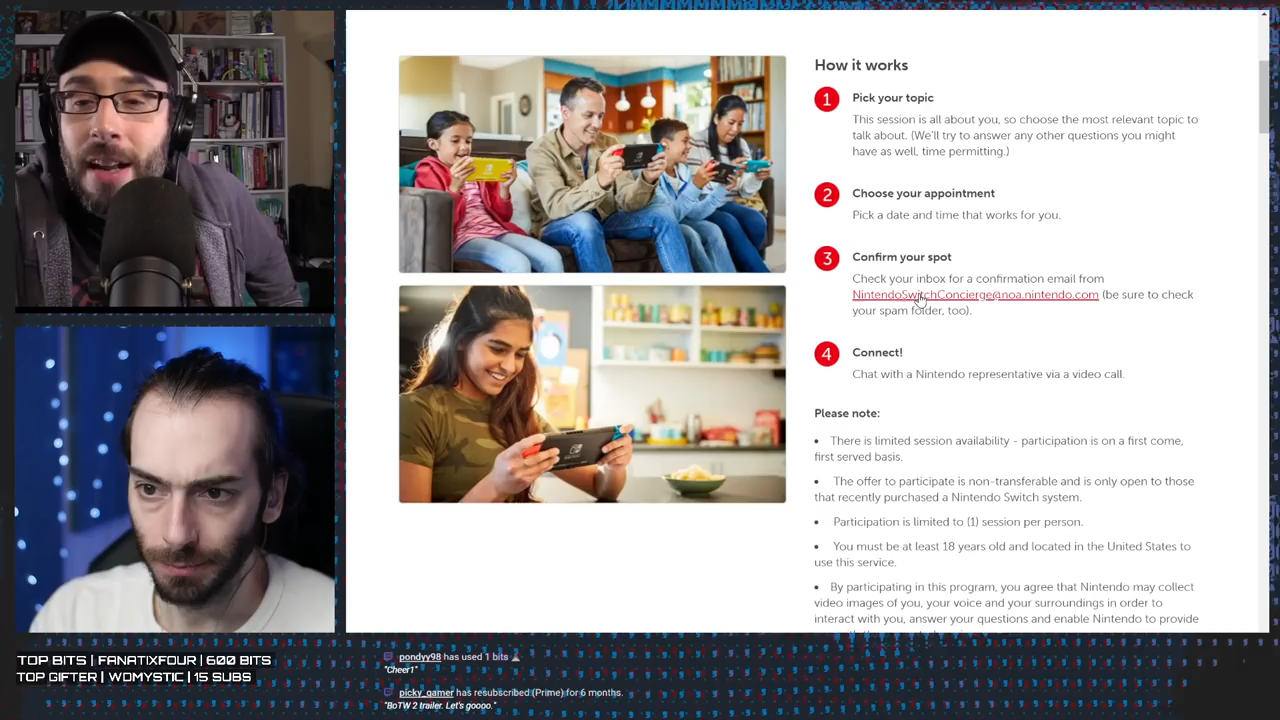 How it works
1
Pick your topic
This session is all about you, so choose the most relevant topic to
talk about. (We'll try to answer any other questions you might
have as well, time permitting.)
2
Choose your appointment
Pick a date and time that works for you.
3
Confirm your spot
Check your inbox for a confirmation email from
NintendoSwitchConcierge@noa.nintendo.com (be sure to check
your spam folder, too).
4
Connect!
Chat with a Nintendo representative via a video call.
Please note:
• There is limited session availability - participation is on a first come,
first served basis.
• The offer to participate is non-transferable and is only open to those
that recently purchased a Nintendo Switch system.
• Participation is limited to (1) session per person.
• You must be at least 18 years old and located in the United States to
use this service.
• By participating in this program, you agree that Nintendo may collect
video images of you, your voice and your surroundings in order to
interact with you, answer your questions and enable Nintendo to provide
TOP BITS | FANATIXFOUR | 600 BITS
TOP GIFTER | WDMYSTIC | 15 SUBS
pondyy98 has used 1 bits
"Cheer1"
picky_gamer has resubscribed (Prime) for 6 months.
"BoTW 2 trailer. Let's goooo."